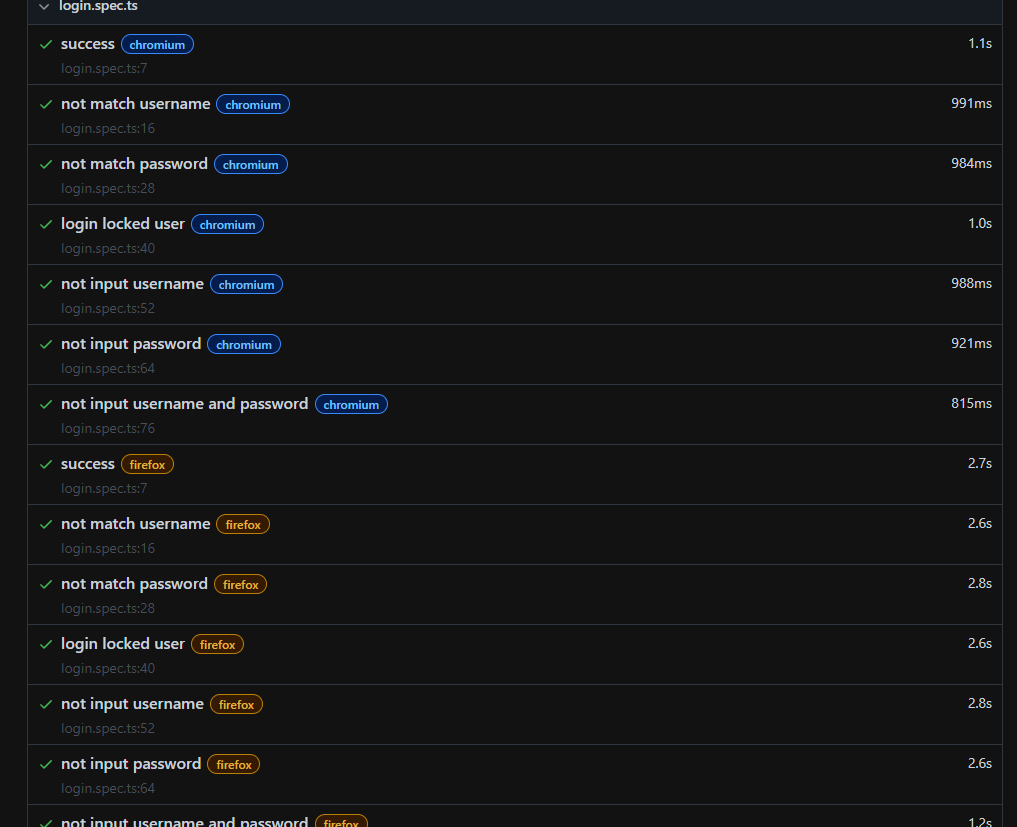 login.spec.ts
success chromium 1.1s
login.spec.ts:7
not match username chromium 991ms
login.spec.ts:16
not match password chromium 984ms
login.spec.ts:28
login locked user chromium 1.0s
login.spec.ts:40
not input username chromium 988ms
login.spec.ts:52
not input password chromium 921ms
login.spec.ts:64
not input username and password chromium 815ms
login.spec.ts:76
success firefox 2.7s
login.spec.ts:7
not match username firefox 2.6s
login.spec.ts:16
not match password firefox 2.8s
login.spec.ts:28
login locked user firefox 2.6s
login.spec.ts:40
not input username firefox 2.8s
login.spec.ts:52
not input password firefox 2.6s
login.spec.ts:64
not input username and password firefox 1.2s